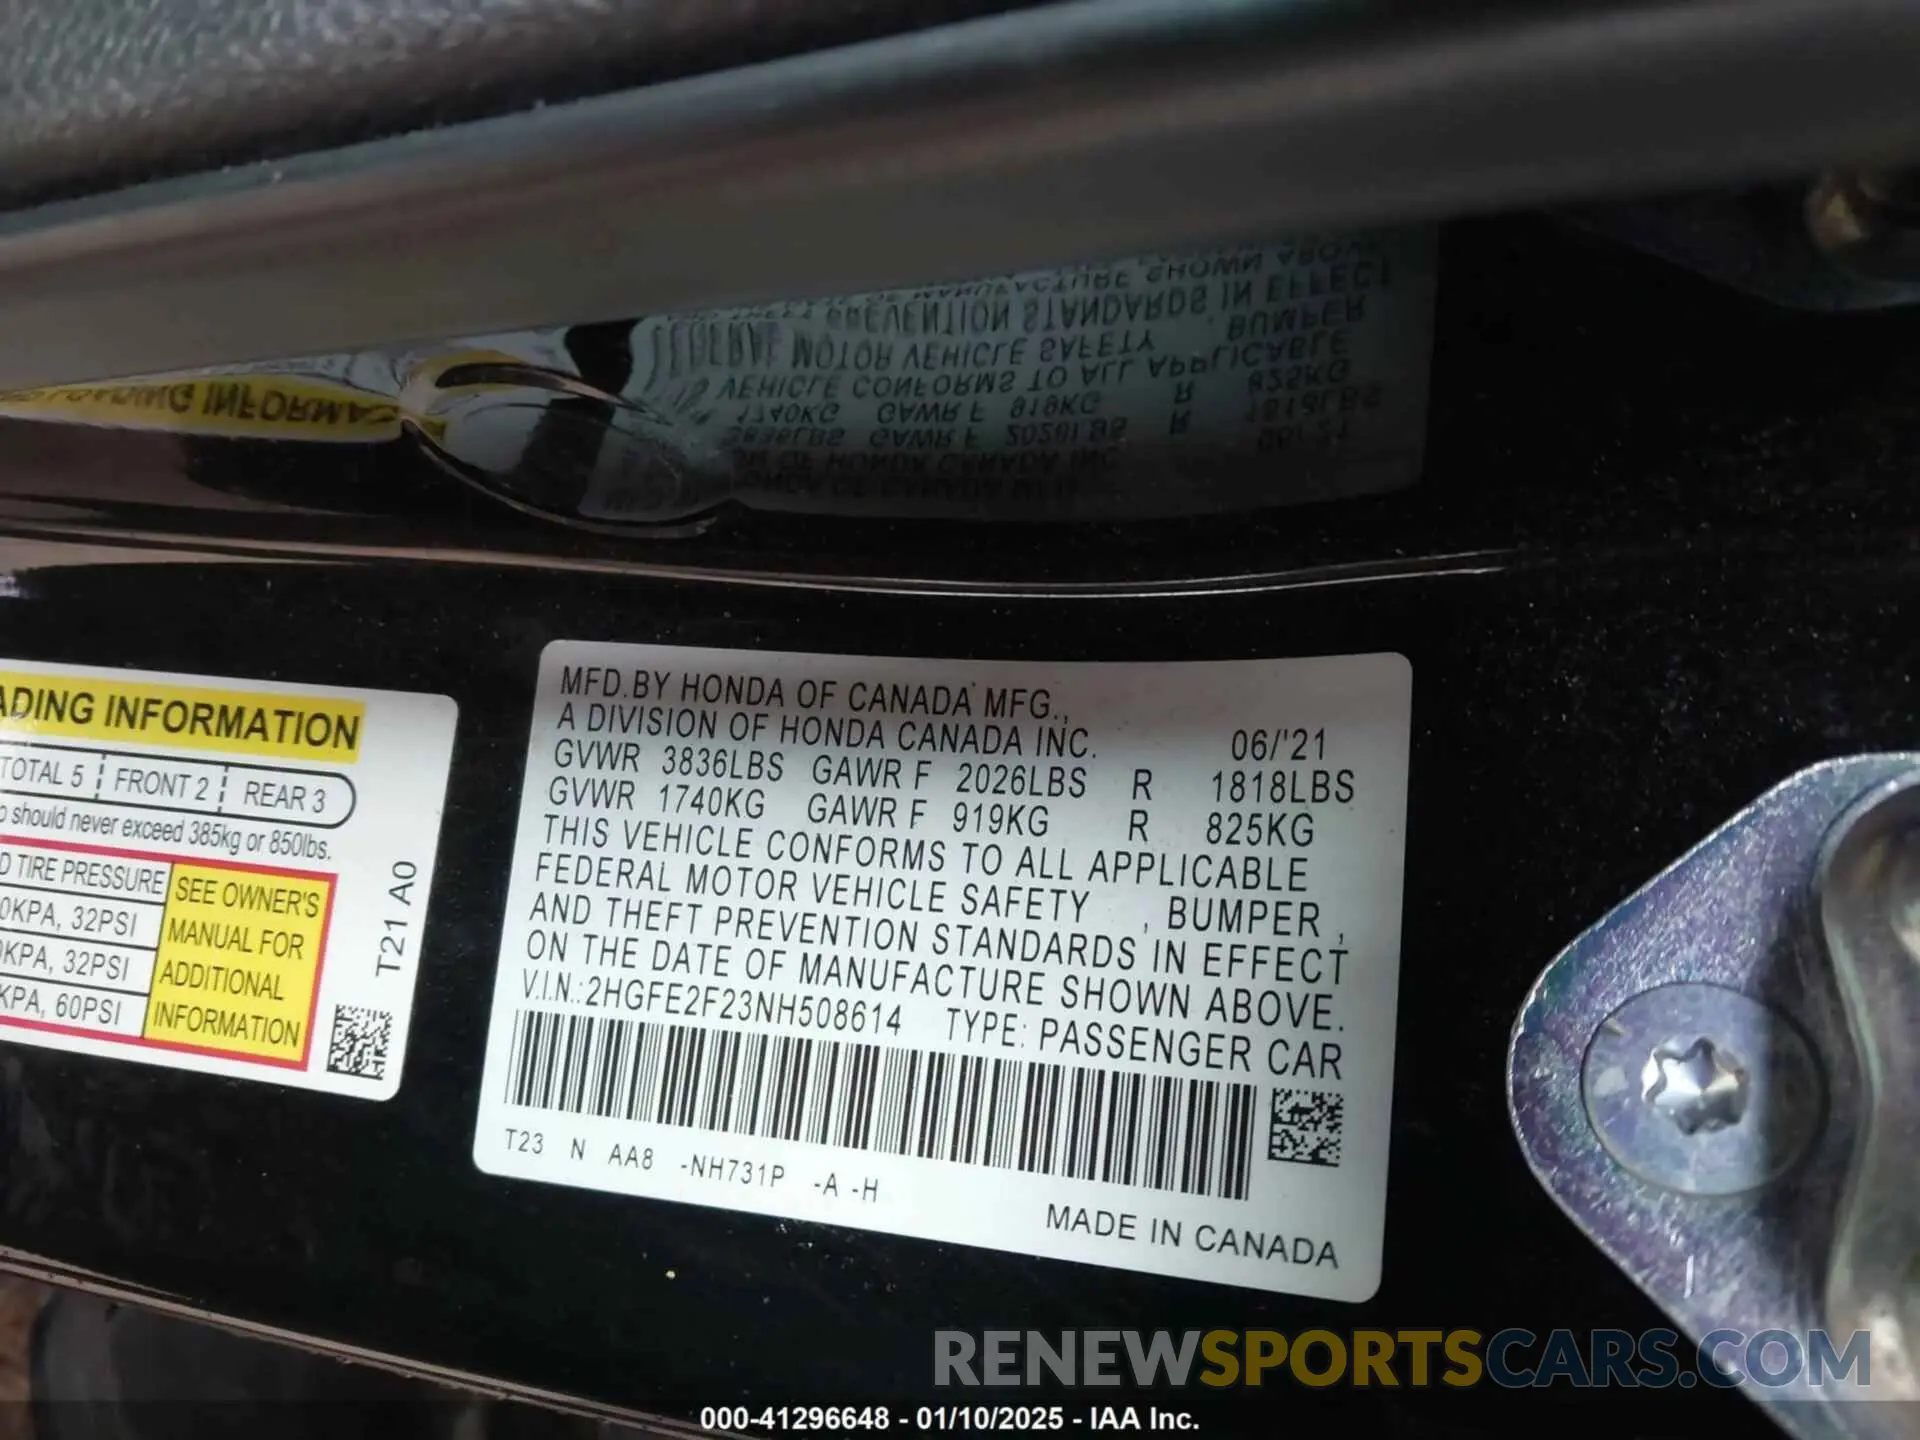 ADING INFORMATION
TOTAL 5 FRONT 2 REAR 3
should never exceed 385kg or 850lbs.
TIRE PRESSURE
0KPA, 32PSI
KPA, 32PSI
KPA, 60PSI
SEE OWNER'S
MANUAL FOR
ADDITIONAL
INFORMATION
T21 A0
MFD.BY HONDA OF CANADA MFG.,
A DIVISION OF HONDA CANADA INC. 06/'21
GVWR 3836LBS GAWR F 2026LBS R 1818LBS
GVWR 1740KG GAWR F 919KG R 825KG
THIS VEHICLE CONFORMS TO ALL APPLICABLE
FEDERAL MOTOR VEHICLE SAFETY , BUMPER ,
AND THEFT PREVENTION STANDARDS IN EFFECT
ON THE DATE OF MANUFACTURE SHOWN ABOVE.
V.I.N.:2HGFE2F23NH508614 TYPE: PASSENGER CAR
T23 N AA8 -NH731P -A -H
MADE IN CANADA
RENEWSPORTSCARS.COM
000-41296648 - 01/10/2025 - IAA Inc.